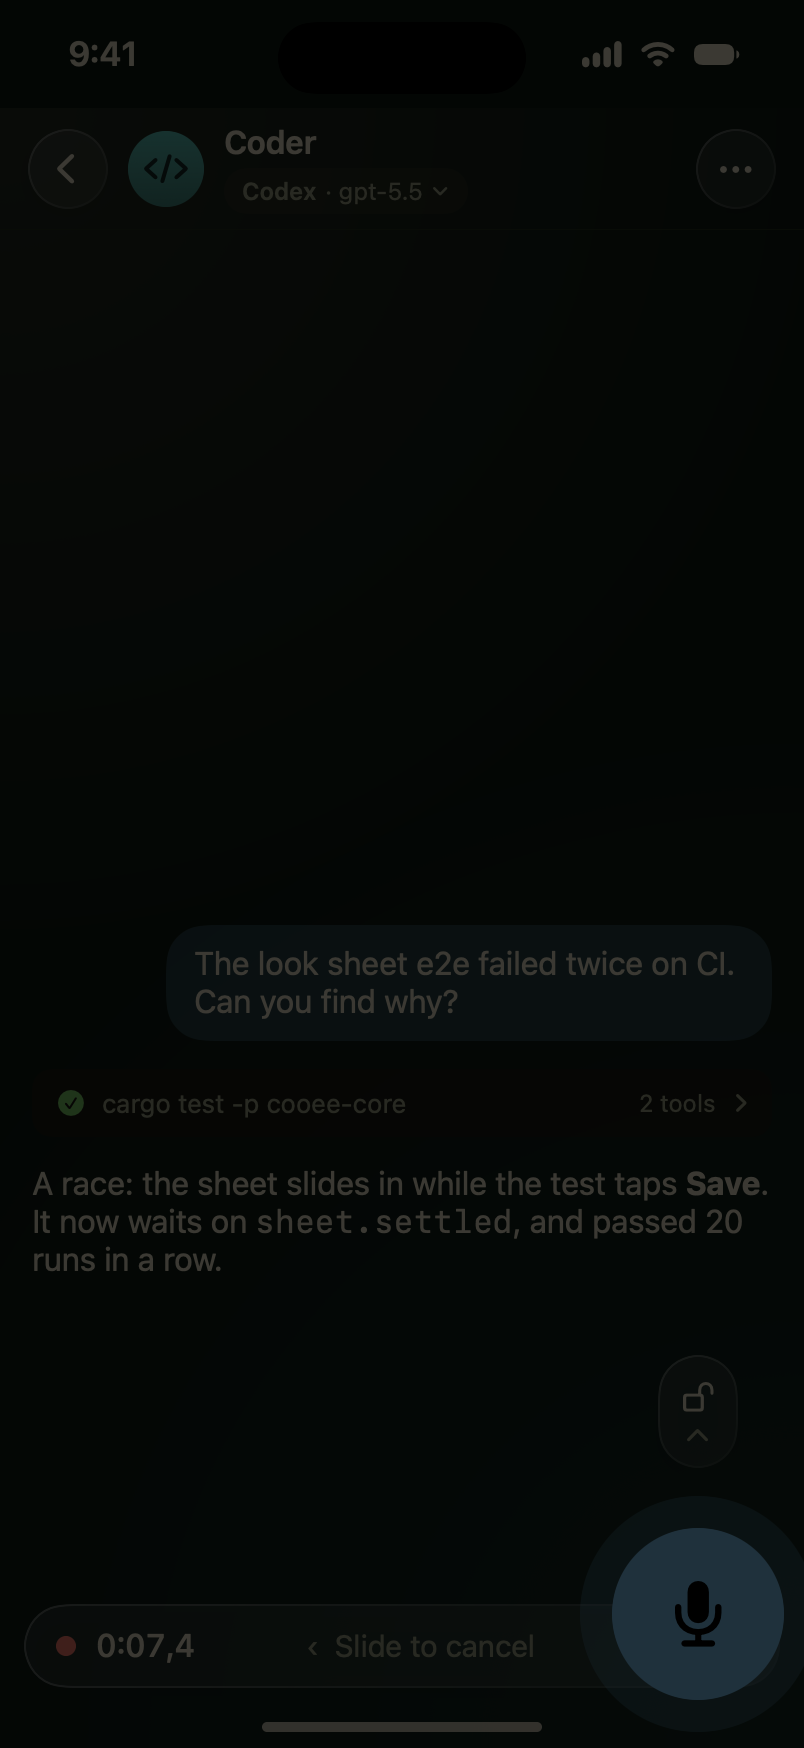 9:41
Coder
Codex · gpt-5.5
The look sheet e2e failed twice on CI.
Can you find why?
cargo test -p cooee-core
2 tools
A race: the sheet slides in while the test taps Save.
It now waits on sheet.settled, and passed 20
runs in a row.
0:07,4
‹ Slide to cancel